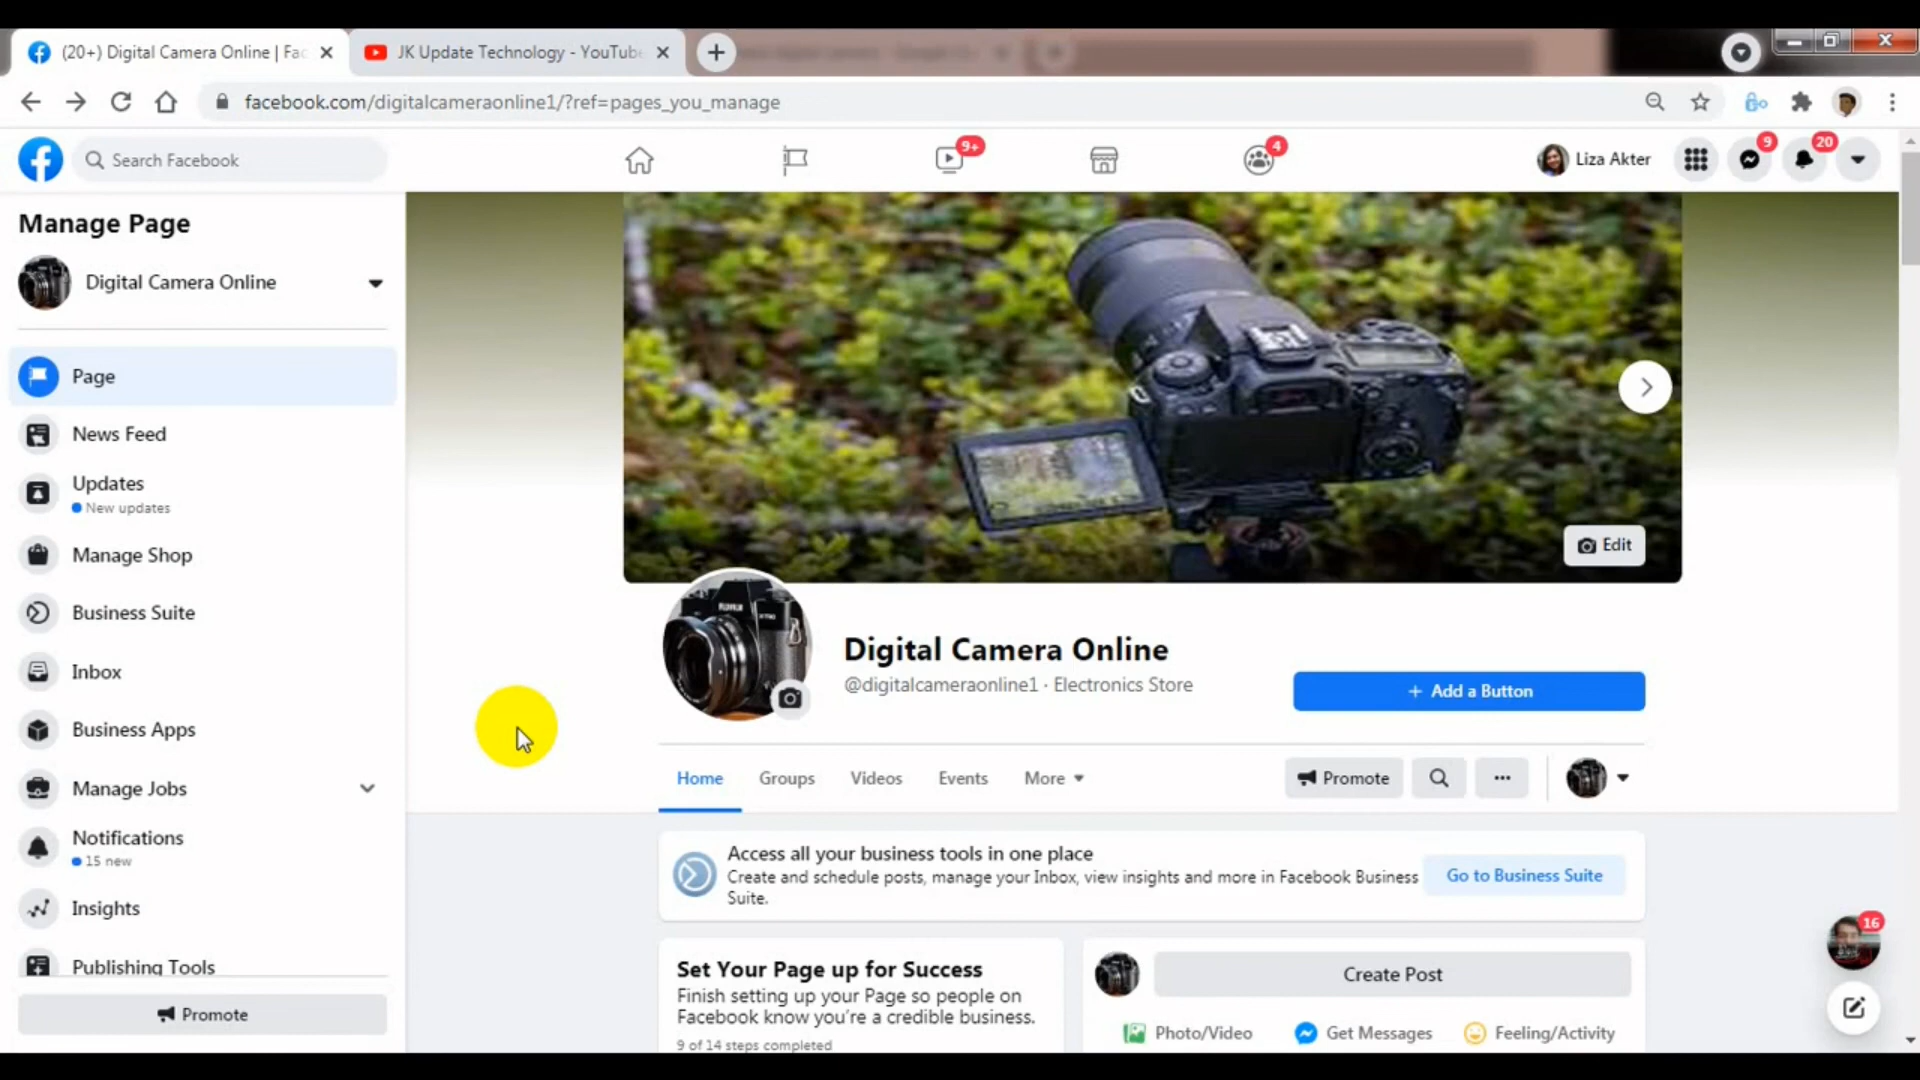 (20+) Digital Camera Online | Fac
JK Update Technology - YouTube
facebook.com/digitalcameraonline1/?ref=pages_you_manage
Search Facebook
9+
4
Liza Akter
9
20
Manage Page
Digital Camera Online
Page
News Feed
Updates
New updates
Manage Shop
Business Suite
Inbox
Business Apps
Manage Jobs
Notifications
15 new
Insights
Publishing Tools
Promote
Edit
FUJIFILM
Digital Camera Online
@digitalcameraonline1 · Electronics Store
+ Add a Button
Home Groups Videos Events More
Promote
Access all your business tools in one place
Create and schedule posts, manage your Inbox, view insights and more in Facebook Business
Suite.
Go to Business Suite
Set Your Page up for Success
Finish setting up your Page so people on
Facebook know you're a credible business.
9 of 14 steps completed
Create Post
Photo/Video Get Messages Feeling/Activity
16